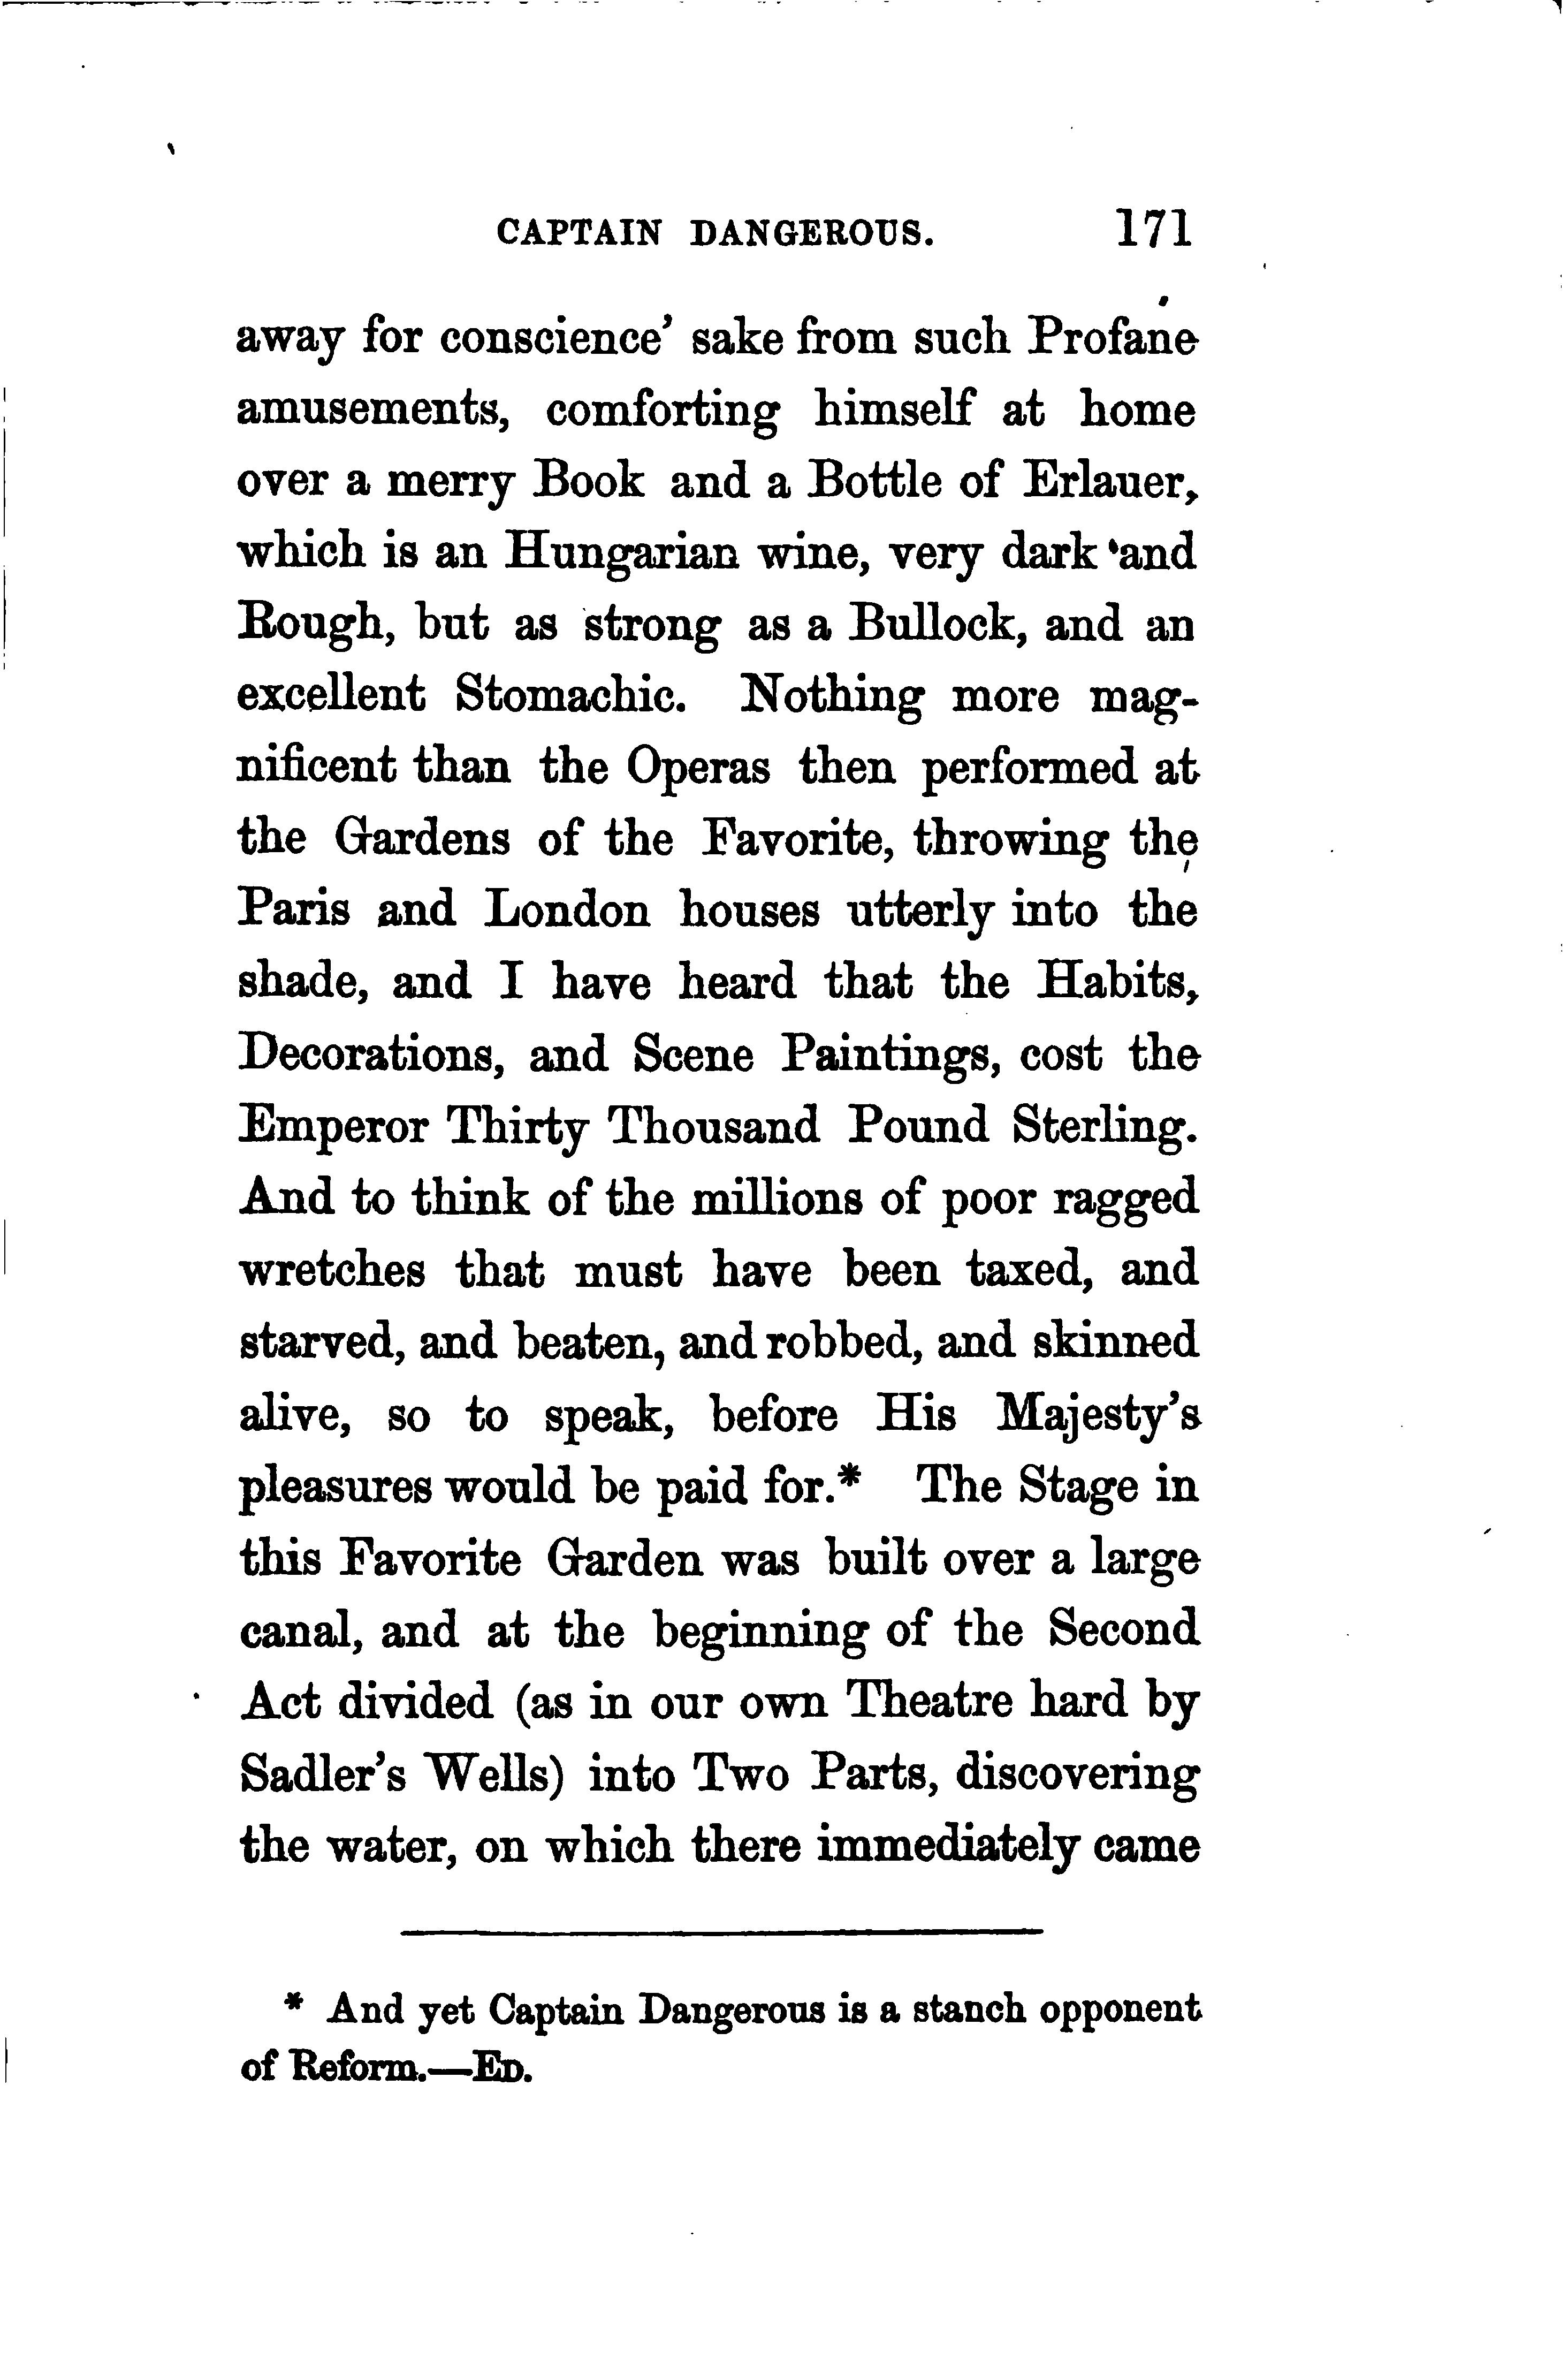 CAPTAIN DANGEROUS. 171
away for conscience' sake from such Profane
amusements, comforting himself at home
over a merry Book and a Bottle of Erlauer,
which is an Hungarian wine, very dark and
Rough, but as strong as a Bullock, and an
excellent Stomachic. Nothing more mag-
nificent than the Operas then performed at
the Gardens of the Favorite, throwing the
Paris and London houses utterly into the
shade, and I have heard that the Habits,
Decorations, and Scene Paintings, cost the
Emperor Thirty Thousand Pound Sterling.
And to think of the millions of poor ragged
wretches that must have been taxed, and
starved, and beaten, and robbed, and skinned
alive, so to speak, before His Majesty's
pleasures would be paid for.* The Stage in
this Favorite Garden was built over a large
canal, and at the beginning of the Second
Act divided (as in our own Theatre hard by
Sadler's Wells) into Two Parts, discovering
the water, on which there immediately came
* And yet Captain Dangerous is a stanch opponent
of Reform.—ED.